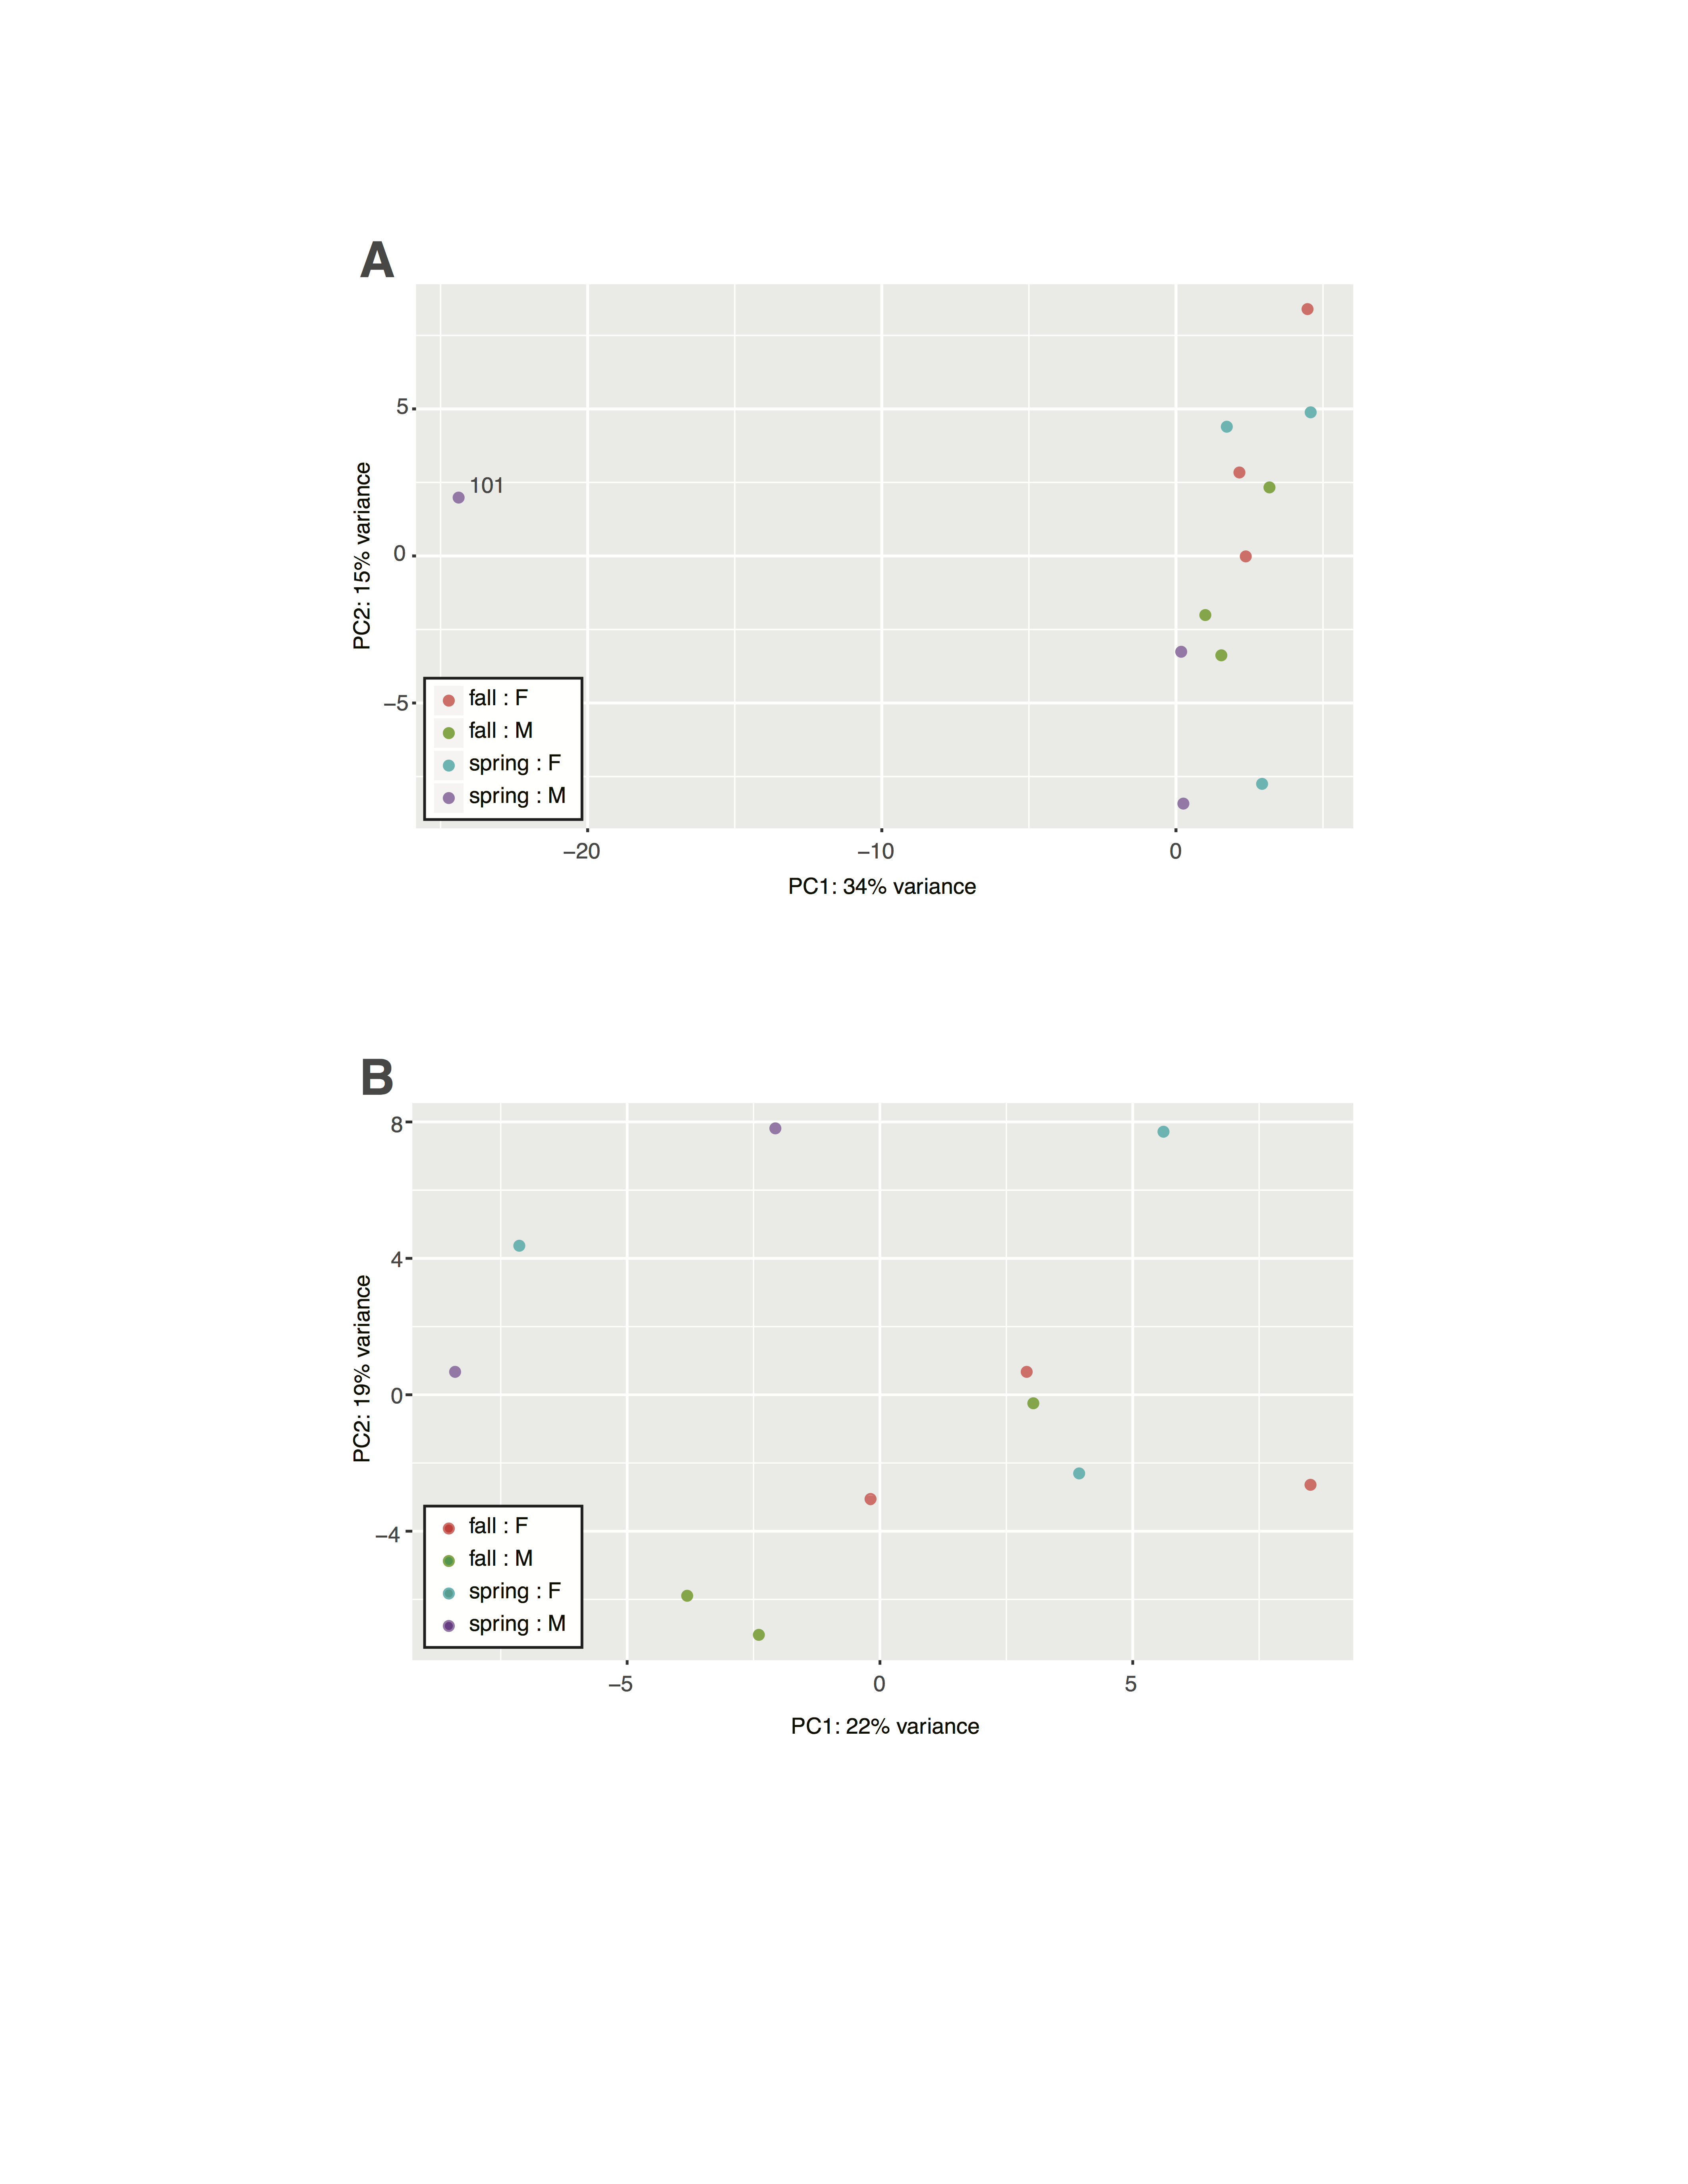 A
5
0
−5
PC2: 15% variance
101
fall : F
fall : M
spring : F
spring : M
−20
−10
0
PC1: 34% variance
B
8
4
0
−4
PC2: 19% variance
fall : F
fall : M
spring : F
spring : M
−5
0
5
PC1: 22% variance